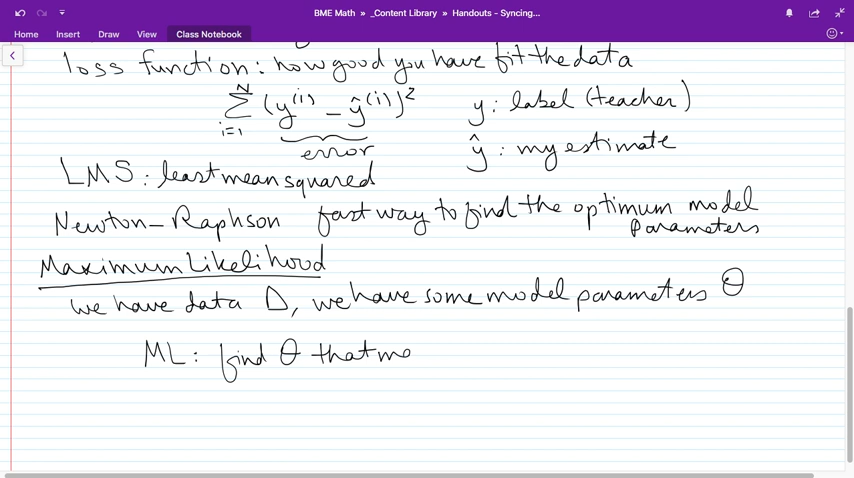 BME Math » _Content Library » Handouts - Syncing...
Home Insert Draw View Class Notebook
loss function: how good you have fit the data
N
∑ (y^(i) - ŷ^(i))² y: label (teacher)
i=1
error ŷ: my estimate
LMS: least mean squared
Newton-Raphson fast way to find the optimum model
parameters
Maximum Likelihood
we have data D, we have some model parameters θ
ML: find θ that ma